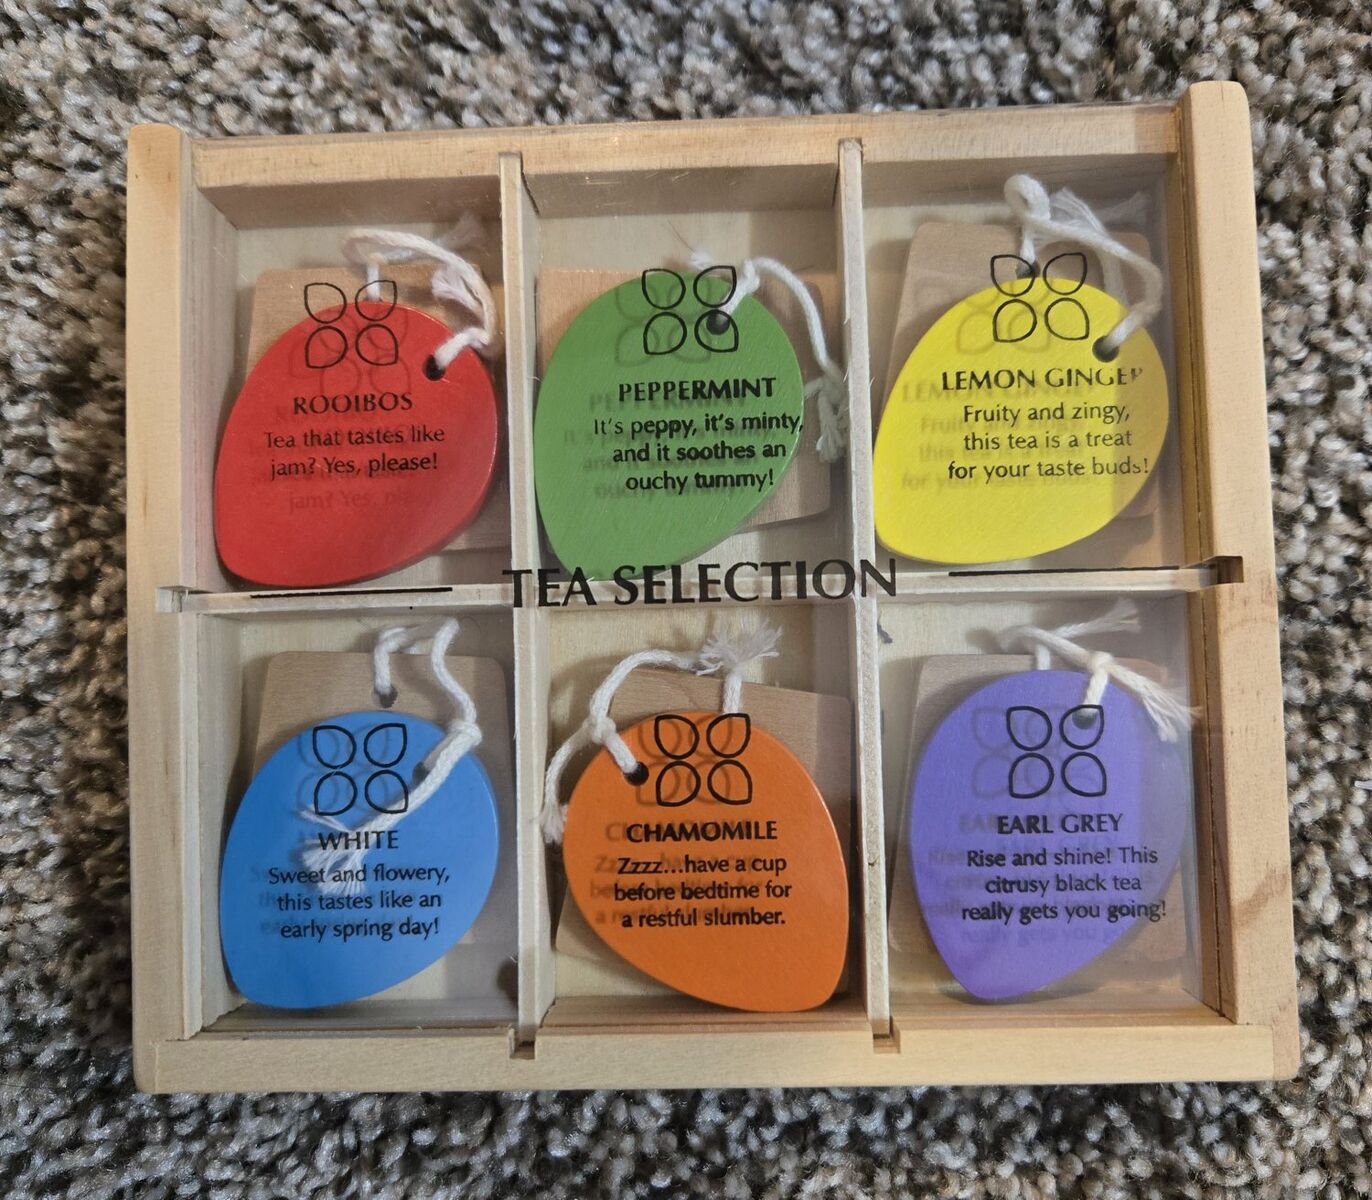 ROOIBOS
Tea that tastes like
jam? Yes, please!
PEPPERMINT
It's peppy, it's minty,
and it soothes an
ouchy tummy!
LEMON GINGER
Fruity and zingy,
this tea is a treat
for your taste buds!
TEA SELECTION
WHITE
Sweet and flowery,
this tastes like an
early spring day!
CHAMOMILE
Zzzz...have a cup
before bedtime for
a restful slumber.
EARL GREY
Rise and shine! This
citrusy black tea
really gets you going!